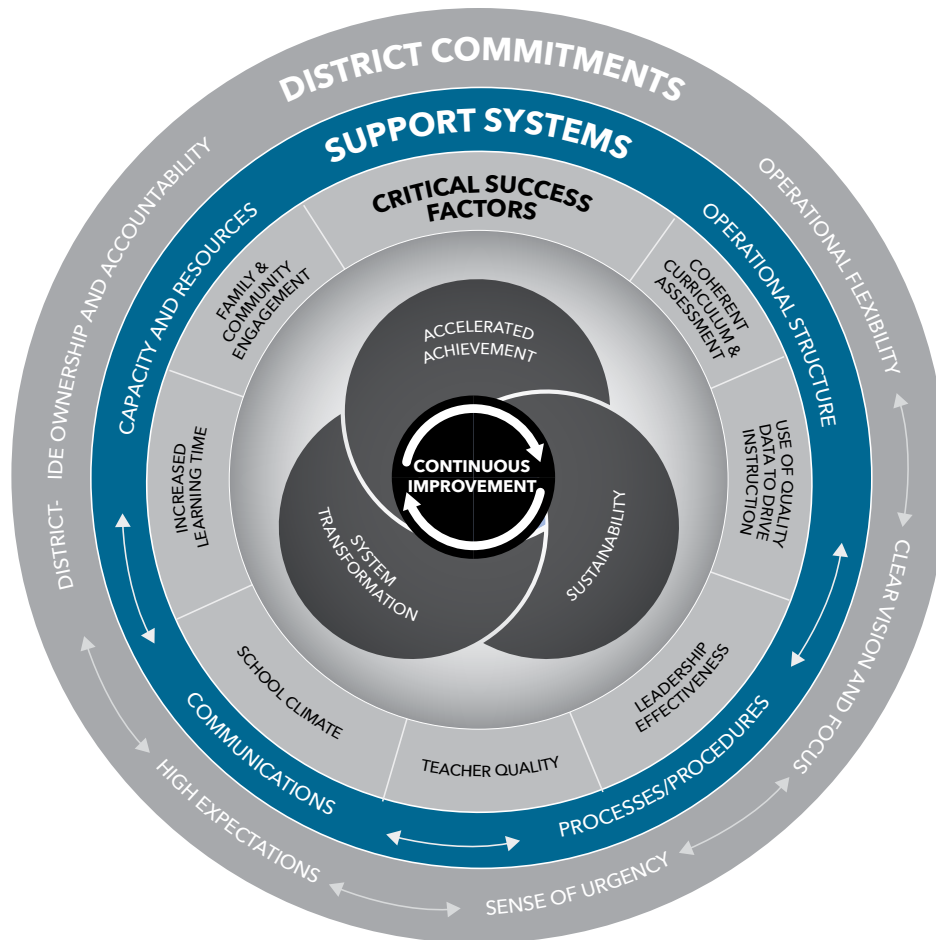 DISTRICT COMMITMENTS
OPERATIONAL FLEXIBILITY
CLEAR VISION AND FOCUS
SENSE OF URGENCY
HIGH EXPECTATIONS
DISTRICT- IDE OWNERSHIP AND ACCOUNTABILITY
SUPPORT SYSTEMS
OPERATIONAL STRUCTURE
PROCESSES/PROCEDURES
COMMUNICATIONS
CAPACITY AND RESOURCES
CRITICAL SUCCESS
FACTORS
COHERENT
CURRICULUM &
ASSESSMENT
USE OF QUALITY
DATA TO DRIVE
INSTRUCTION
LEADERSHIP
EFFECTIVENESS
TEACHER QUALITY
SCHOOL CLIMATE
INCREASED
LEARNING TIME
FAMILY &
COMMUNITY
ENGAGEMENT
ACCELERATED
ACHIEVEMENT
SUSTAINABILITY
SYSTEM
TRANSFORMATION
CONTINUOUS
IMPROVEMENT